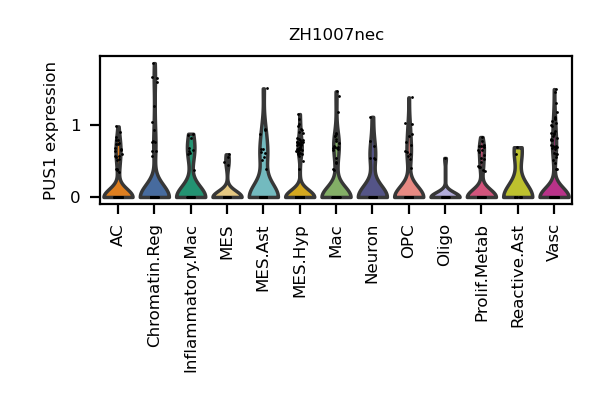 ZH1007nec
PUS1 expression
1
0
AC
Chromatin.Reg
Inflammatory.Mac
MES
MES.Ast
MES.Hyp
Mac
Neuron
OPC
Oligo
Prolif.Metab
Reactive.Ast
Vasc